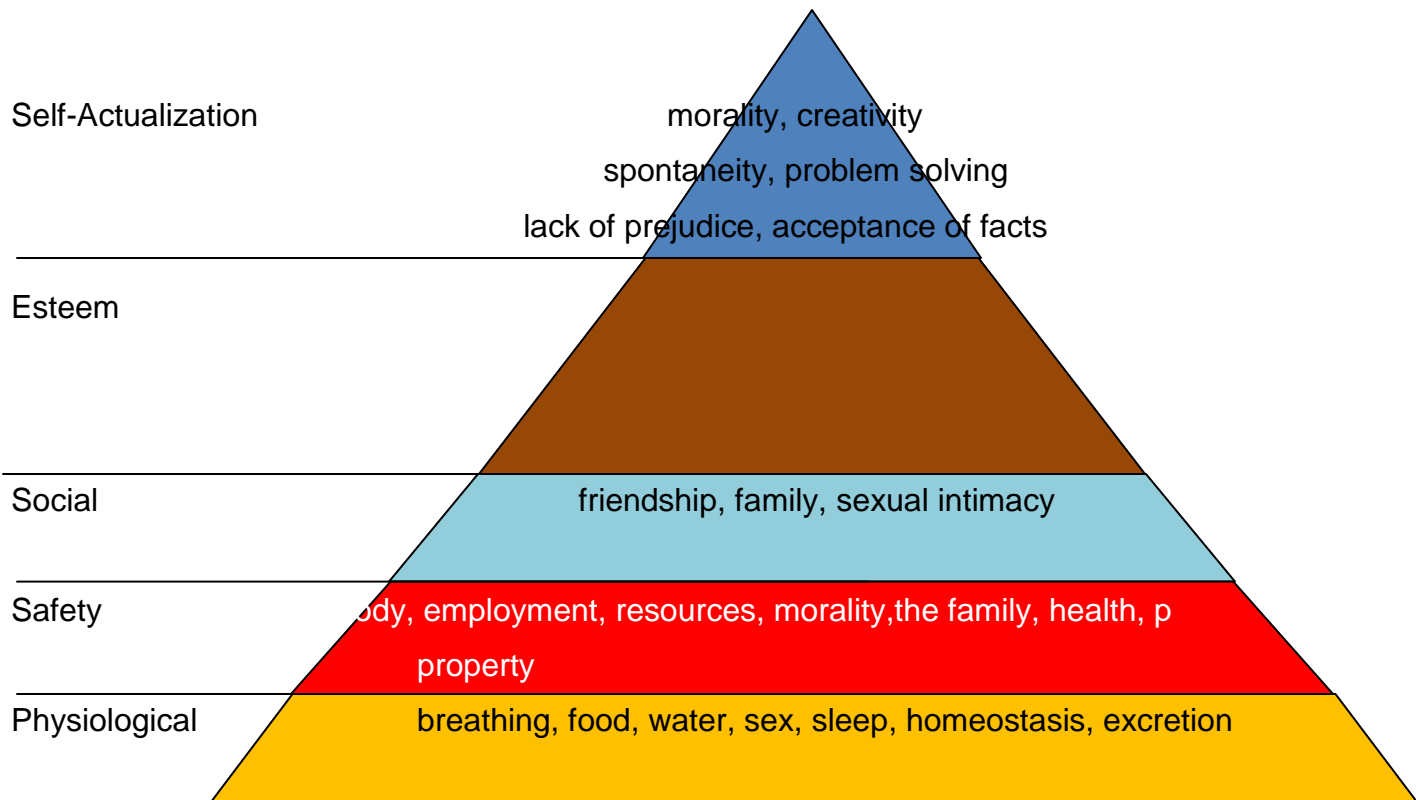 Self-Actualization morality, creativity
spontaneity, problem solving
lack of prejudice, acceptance of facts
Esteem
Social friendship, family, sexual intimacy
Safety ody, employment, resources, morality,the family, health, p
property
Physiological breathing, food, water, sex, sleep, homeostasis, excretion